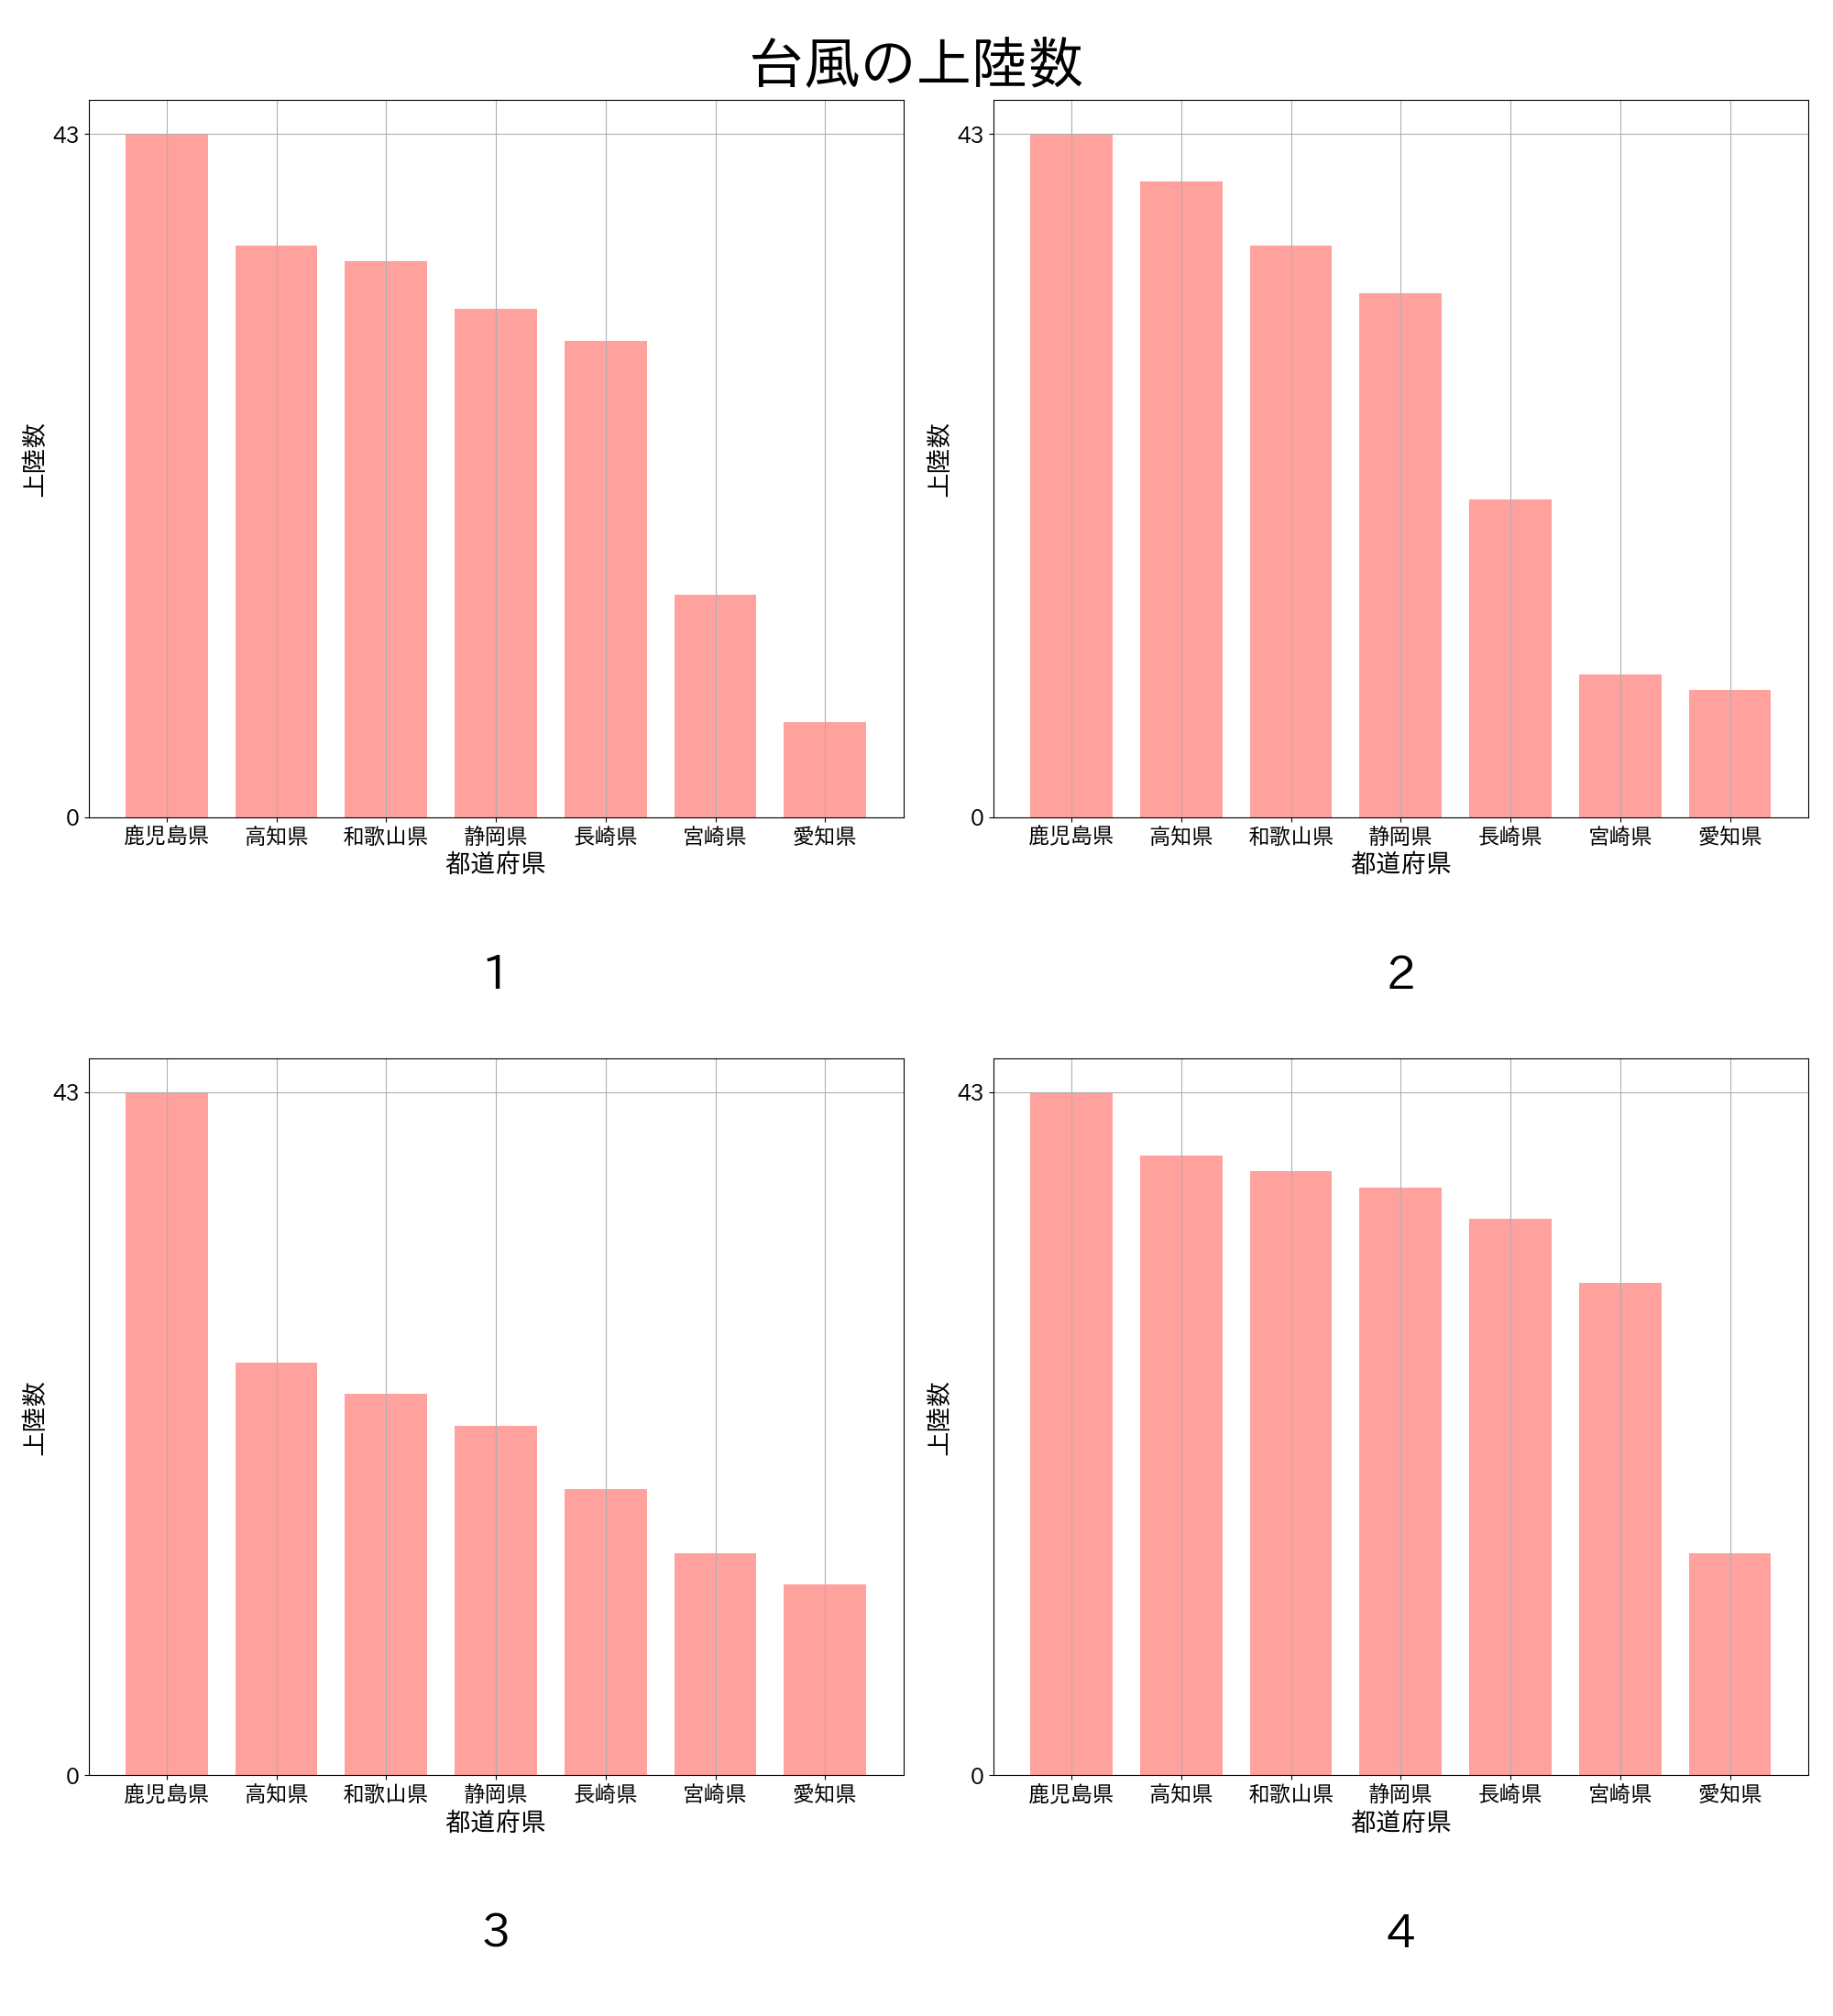 台風の上陸数
43
上陸数
0
鹿児島県 高知県 和歌山県 静岡県 長崎県 宮崎県 愛知県
都道府県
1
43
上陸数
0
鹿児島県 高知県 和歌山県 静岡県 長崎県 宮崎県 愛知県
都道府県
2
43
上陸数
0
鹿児島県 高知県 和歌山県 静岡県 長崎県 宮崎県 愛知県
都道府県
3
43
上陸数
0
鹿児島県 高知県 和歌山県 静岡県 長崎県 宮崎県 愛知県
都道府県
4